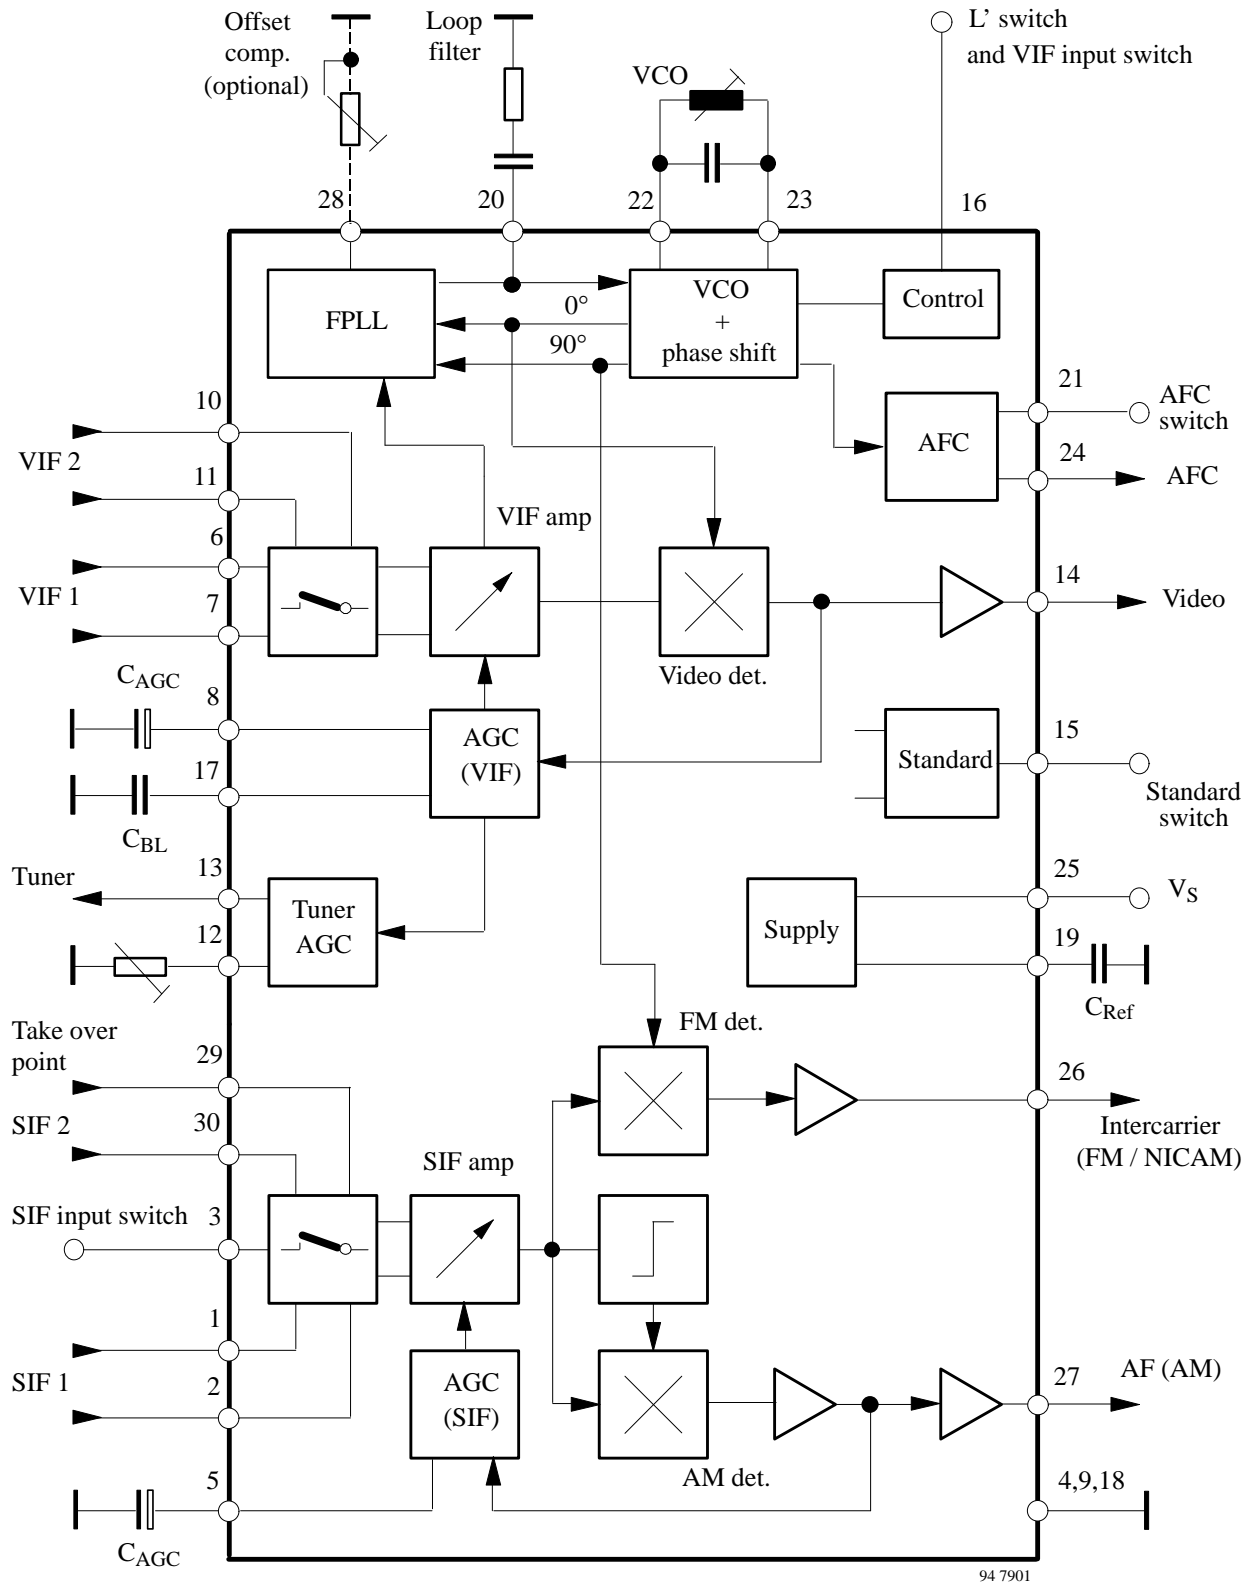 Offset
comp.
(optional)
Loop
filter
VCO
L’ switch
and VIF input switch
28
20
22
23
16
FPLL
0°
90°
VCO
+
phase shift
Control
10
VIF 2
11
21
AFC
switch
AFC
24
AFC
6
VIF amp
VIF 1
7
14
Video
Video det.
CAGC
8
AGC
(VIF)
17
CBL
Standard
15
Standard
switch
13
Tuner
Tuner
AGC
12
Supply
25
VS
19
CRef
Take over
point
29
FM det.
26
Intercarrier
(FM / NICAM)
SIF 2
30
SIF amp
SIF input switch
3
1
SIF 1
2
AGC
(SIF)
27
AF (AM)
AM det.
5
CAGC
4,9,18
94 7901